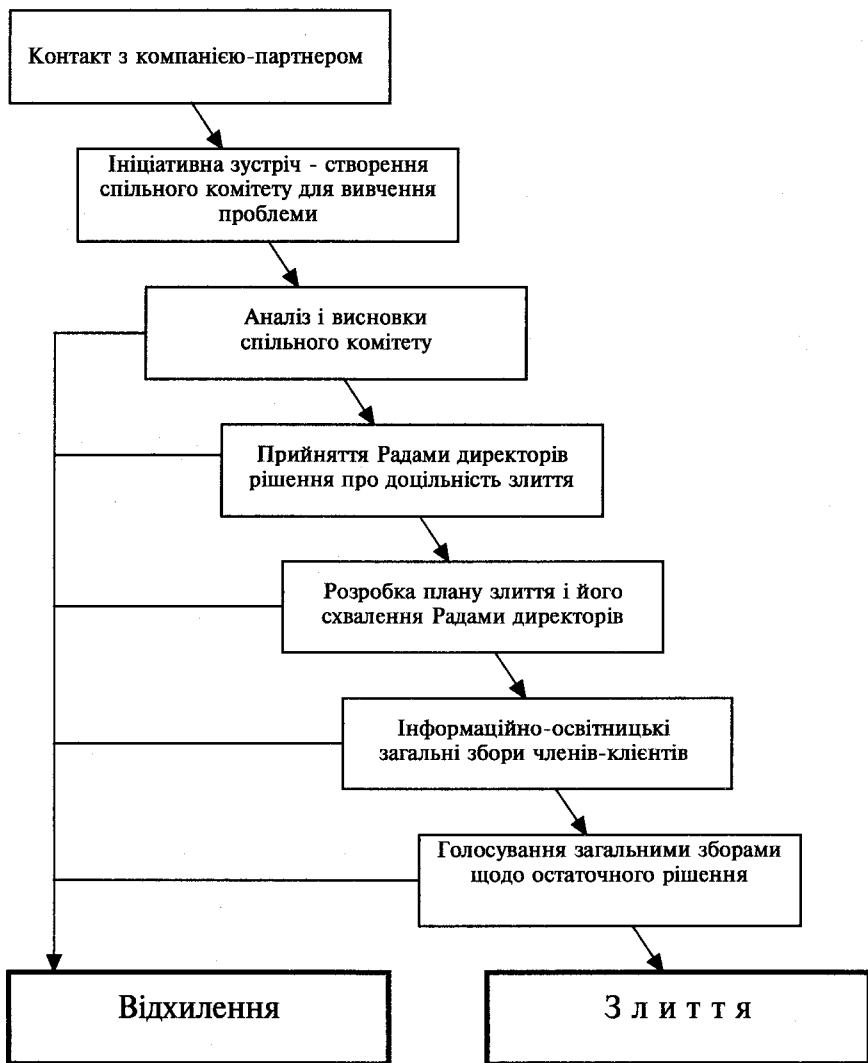 Контакт з компанією-партнером
Ініціативна зустріч - створення
спільного комітету для вивчення
проблеми
Аналіз і висновки
спільного комітету
Прийняття Радами директорів
рішення про доцільність злиття
Розробка плану злиття і його
схвалення Радами директорів
Інформаційно-освітницькі
загальні збори членів-клієнтів
Голосування загальними зборами
щодо остаточного рішення
Відхилення
З л и т т я